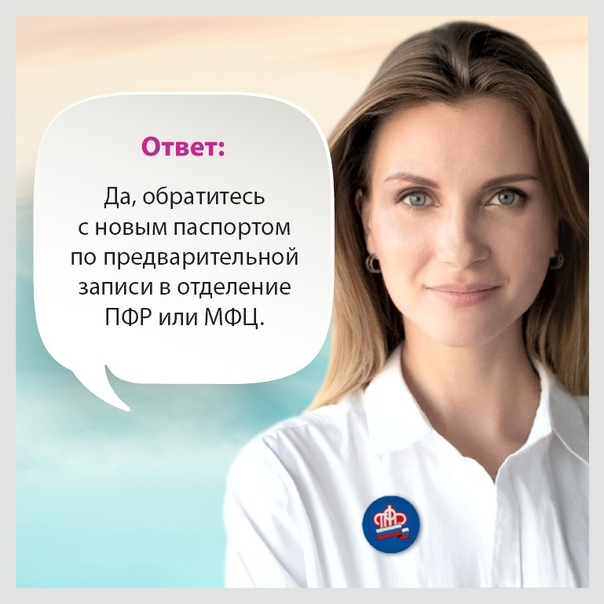 Ответ:
Да, обратитесь
с новым паспортом
по предварительной
записи в отделение
ПФР или МФЦ.